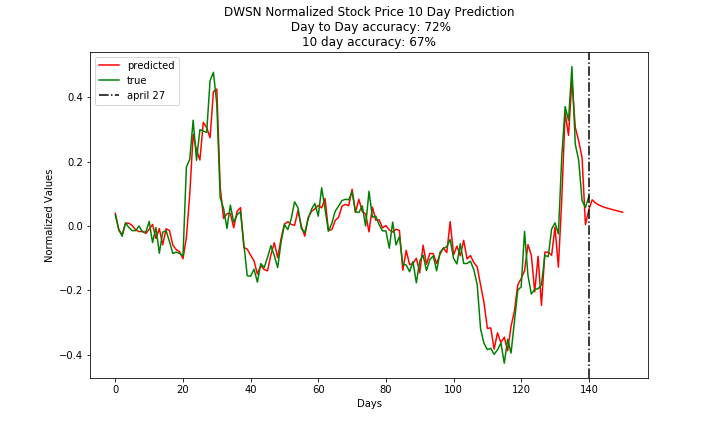 DWSN Normalized Stock Price 10 Day Prediction
Day to Day accuracy: 72%
10 day accuracy: 67%
predicted
true
april 27
Normalized Values
0.4
0.2
0.0
−0.2
−0.4
0 20 40 60 80 100 120 140
Days